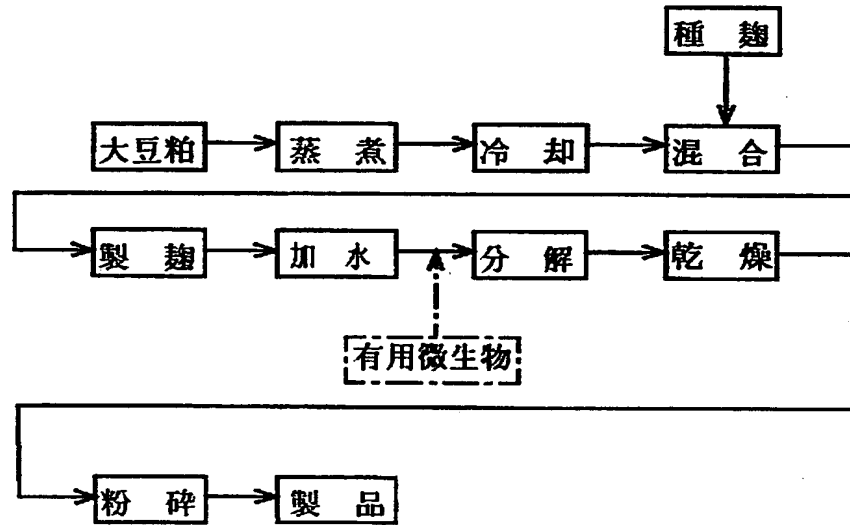 種麹
大豆粕 蒸煮 冷却 混合
製麹 加水 分解 乾燥
有用微生物
粉砕 製品